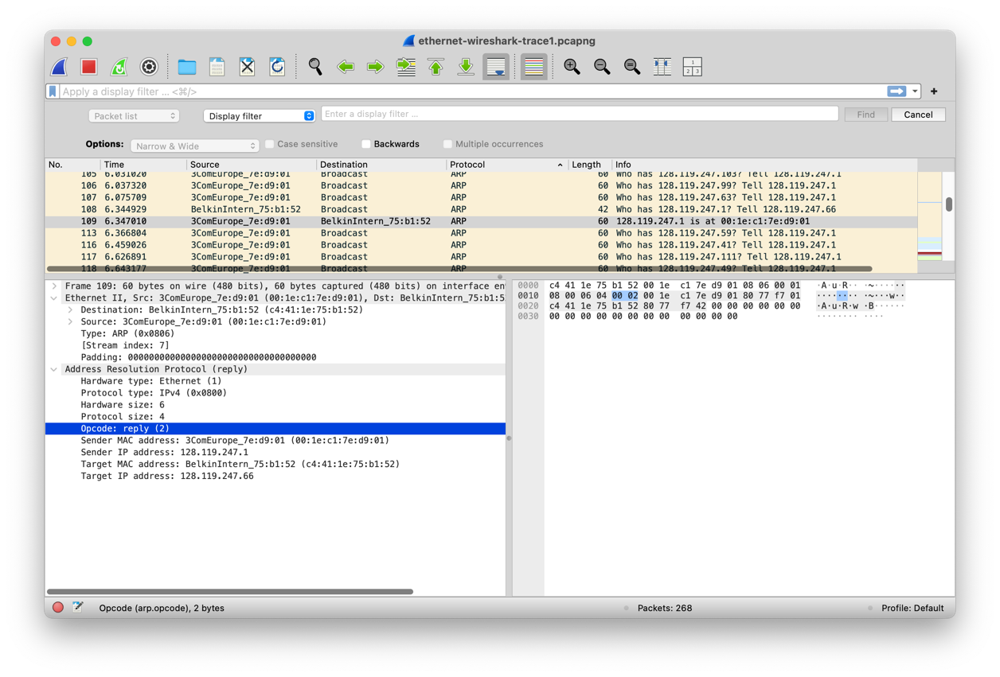 ethernet-wireshark-trace1.pcapng
1
2 3
Apply a display filter ... <⌘/>
+
Packet list Display filter Enter a display filter ... Find Cancel
Options: Narrow & Wide Case sensitive Backwards Multiple occurrences
No. Time Source Destination Protocol Length Info
105 6.031020 3ComEurope_7e:d9:01 Broadcast ARP 60 Who has 128.119.247.103? Tell 128.119.247.1
106 6.037320 3ComEurope_7e:d9:01 Broadcast ARP 60 Who has 128.119.247.99? Tell 128.119.247.1
107 6.075709 3ComEurope_7e:d9:01 Broadcast ARP 60 Who has 128.119.247.63? Tell 128.119.247.1
108 6.344929 BelkinIntern_75:b1:52 Broadcast ARP 42 Who has 128.119.247.1? Tell 128.119.247.66
109 6.347010 3ComEurope_7e:d9:01 BelkinIntern_75:b1:52 ARP 60 128.119.247.1 is at 00:1e:c1:7e:d9:01
113 6.366804 3ComEurope_7e:d9:01 Broadcast ARP 60 Who has 128.119.247.59? Tell 128.119.247.1
116 6.459026 3ComEurope_7e:d9:01 Broadcast ARP 60 Who has 128.119.247.41? Tell 128.119.247.1
117 6.626891 3ComEurope_7e:d9:01 Broadcast ARP 60 Who has 128.119.247.111? Tell 128.119.247.1
118 6.643177 3ComEurope_7e:d9:01 Broadcast ARP 60 Who has 128.119.247.49? Tell 128.119.247.1
Frame 109: 60 bytes on wire (480 bits), 60 bytes captured (480 bits) on interface en
Ethernet II, Src: 3ComEurope_7e:d9:01 (00:1e:c1:7e:d9:01), Dst: BelkinIntern_75:b1:5
Destination: BelkinIntern_75:b1:52 (c4:41:1e:75:b1:52)
Source: 3ComEurope_7e:d9:01 (00:1e:c1:7e:d9:01)
Type: ARP (0x0806)
[Stream index: 7]
Padding: 000000000000000000000000000000000000
Address Resolution Protocol (reply)
Hardware type: Ethernet (1)
Protocol type: IPv4 (0x0800)
Hardware size: 6
Protocol size: 4
Opcode: reply (2)
Sender MAC address: 3ComEurope_7e:d9:01 (00:1e:c1:7e:d9:01)
Sender IP address: 128.119.247.1
Target MAC address: BelkinIntern_75:b1:52 (c4:41:1e:75:b1:52)
Target IP address: 128.119.247.66
0000 c4 41 1e 75 b1 52 00 1e c1 7e d9 01 08 06 00 01 ·A·u·R·· ·~······
0010 08 00 06 04 00 02 00 1e c1 7e d9 01 80 77 f7 01 ········ ·~···w··
0020 c4 41 1e 75 b1 52 80 77 f7 42 00 00 00 00 00 00 ·A·u·R·w ·B······
0030 00 00 00 00 00 00 00 00 00 00 00 00 ········ ····
Opcode (arp.opcode), 2 bytes Packets: 268 Profile: Default